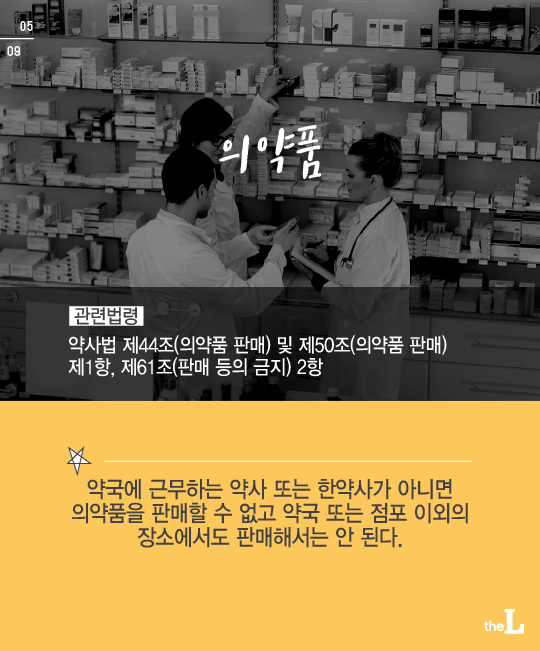 05
09
의약품
관련법령
약사법 제44조(의약품 판매) 및 제50조(의약품 판매)
제1항, 제61조(판매 등의 금지) 2항
약국에 근무하는 약사 또는 한약사가 아니면
의약품을 판매할 수 없고 약국 또는 점포 이외의
장소에서도 판매해서는 안 된다.
the L